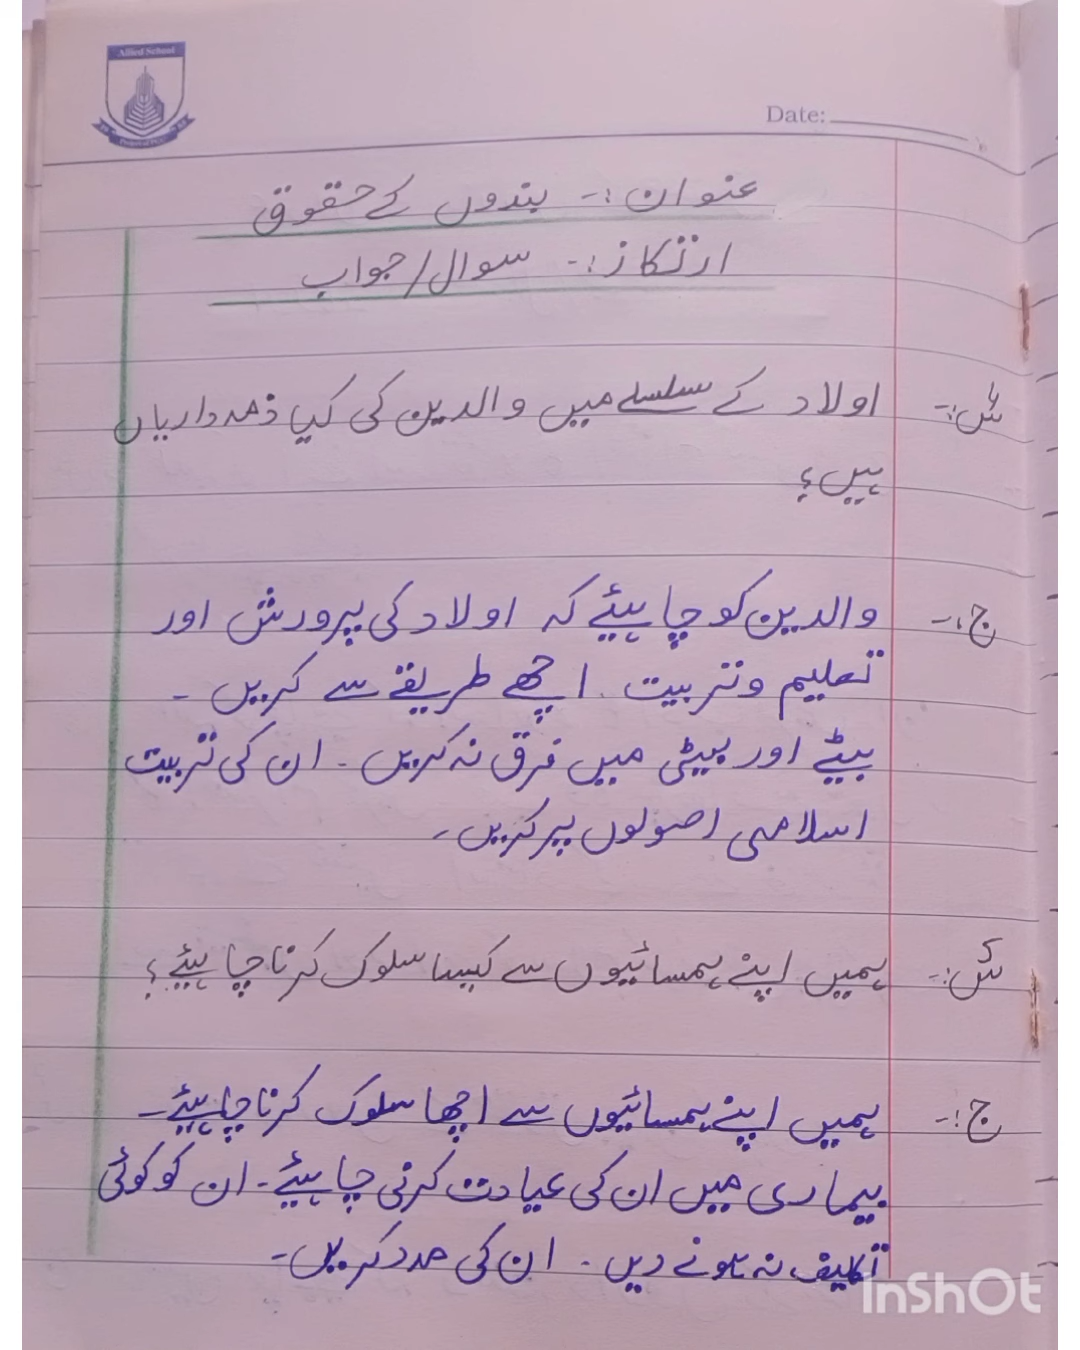 Allied School
Date:
عنوان :- بندوں کے حقوق
ارتکاز :- سوال/جواب
س۱:- اولاد کے سلسلے میں والدین کی کیا ذمہ داریاں
ہیں؟
ج:- والدین کو چاہیئے کہ اولاد کی پرورش اور
تعلیم و تربیت اچھے طریقے سے کریں ۔
بیٹے اور بیٹی میں فرق نہ کریں ۔ ان کی تربیت
اسلامی اصولوں پر کریں ۔
س:- ہمیں اپنے ہمسائیوں سے کیسا سلوک کرنا چاہیئے؟
ج:- ہمیں اپنے ہمسائیوں سے اچھا سلوک کرنا چاہیئے ۔
بیماری میں ان کی عیادت کرنی چاہیئے ۔ ان کو کوئی
تکلیف نہ ہونے دیں ۔ ان کی مدد کریں ۔
InShOt